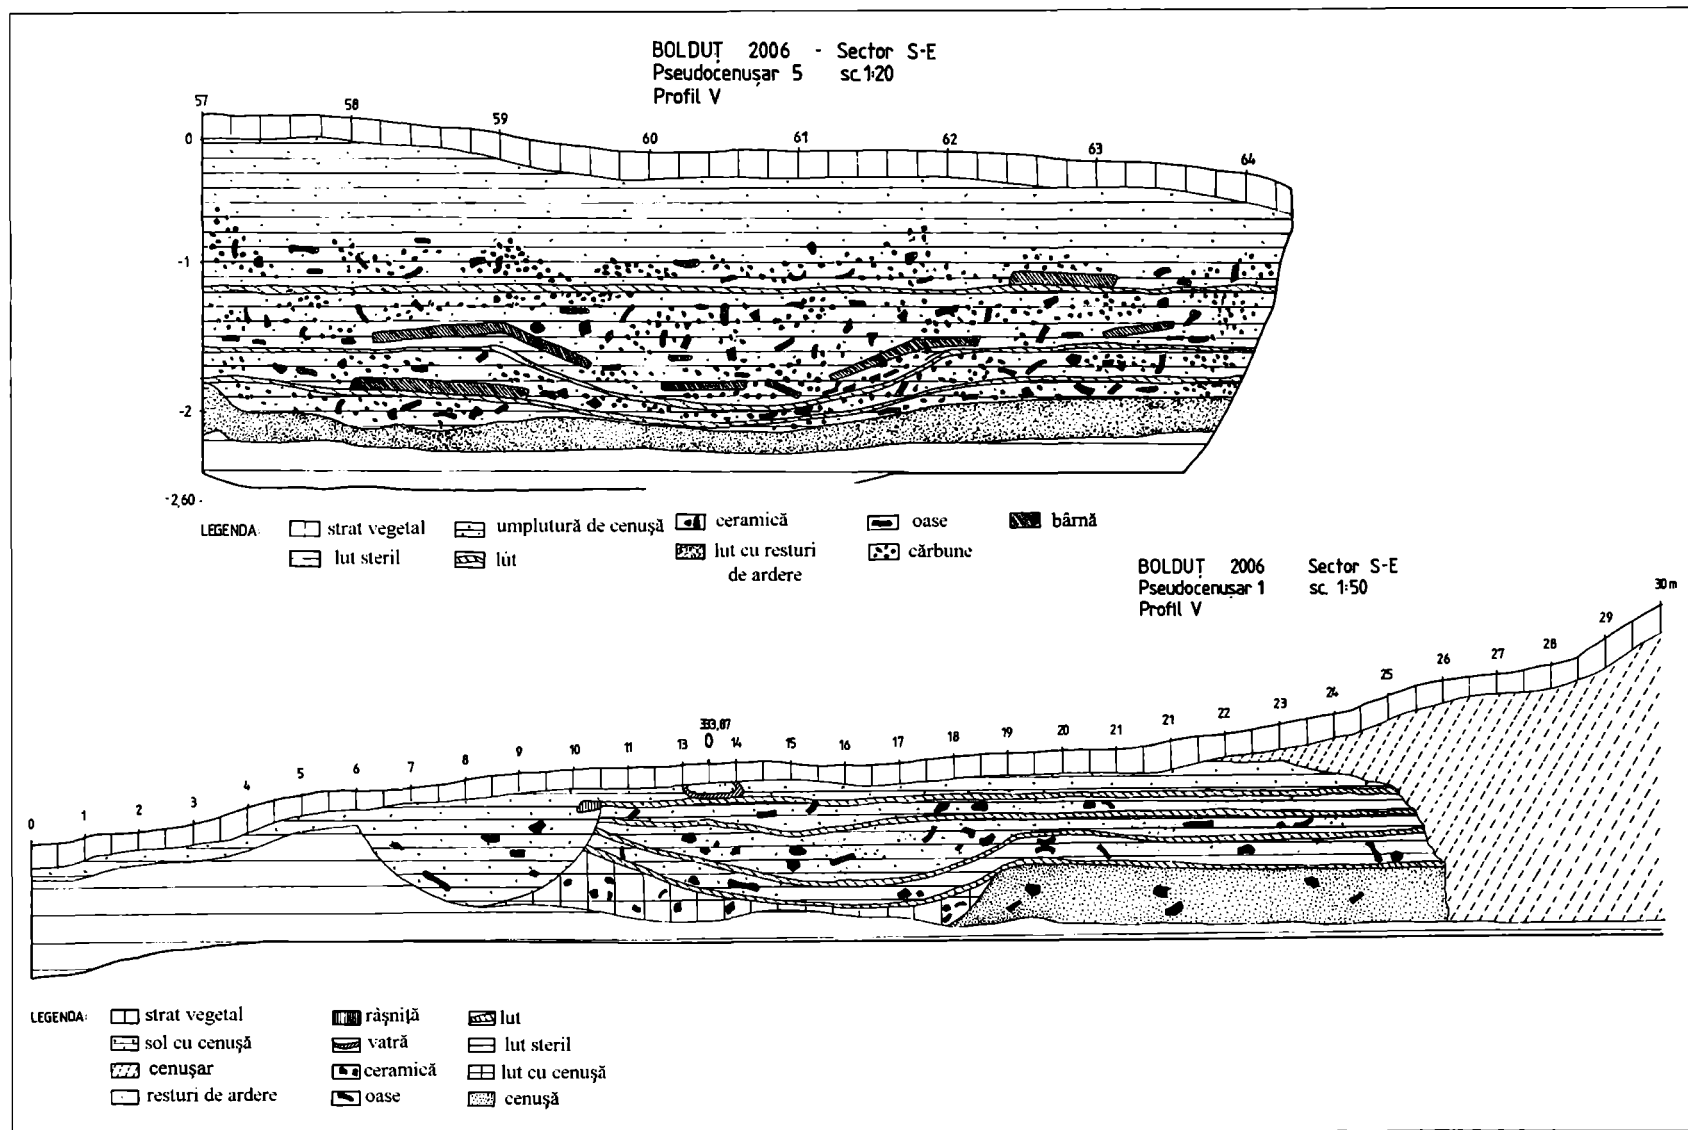 BOLDUȚ 2006 - Sector S-E
Pseudocenușar 5 sc.1:20
Profil V
57 58 59 60 61 62 63 64
0
-1
-2
-2,60
LEGENDA: strat vegetal umplutură de cenușă ceramică oase bârnă
lut steril lut lut cu resturi cărbune
de ardere
BOLDUȚ 2006 Sector S-E
Pseudocenușar 1 sc. 1:50
Profil V
30 m
0 1 2 3 4 5 6 7 8 9 10 11 13 14 15 16 17 18 19 20 21 21 22 23 24 25 26 27 28 29
333,87
0
LEGENDA: strat vegetal râșniță lut
sol cu cenușă vatră lut steril
cenușar ceramică lut cu cenușă
resturi de ardere oase cenușă